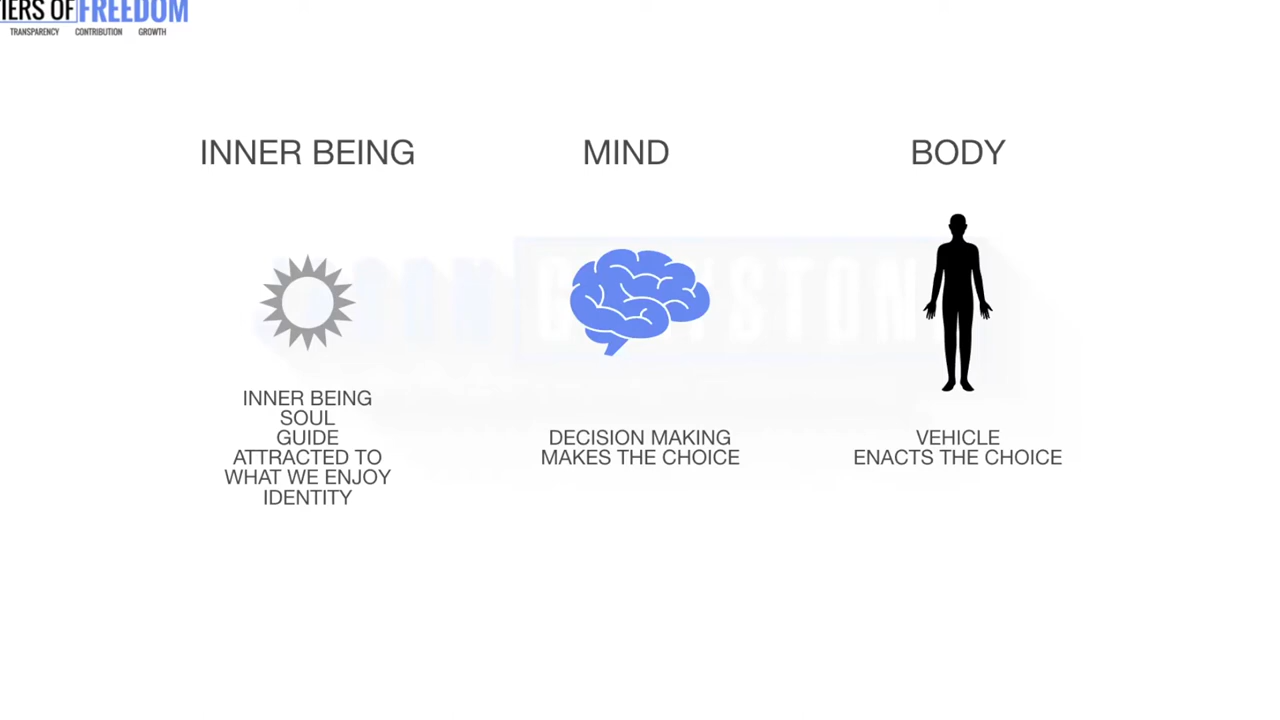 TIERS OF FREEDOM
TRANSPARENCY CONTRIBUTION GROWTH
INNER BEING
MIND
BODY
INNER BEING
SOUL
GUIDE
ATTRACTED TO
WHAT WE ENJOY
IDENTITY
DECISION MAKING
MAKES THE CHOICE
VEHICLE
ENACTS THE CHOICE